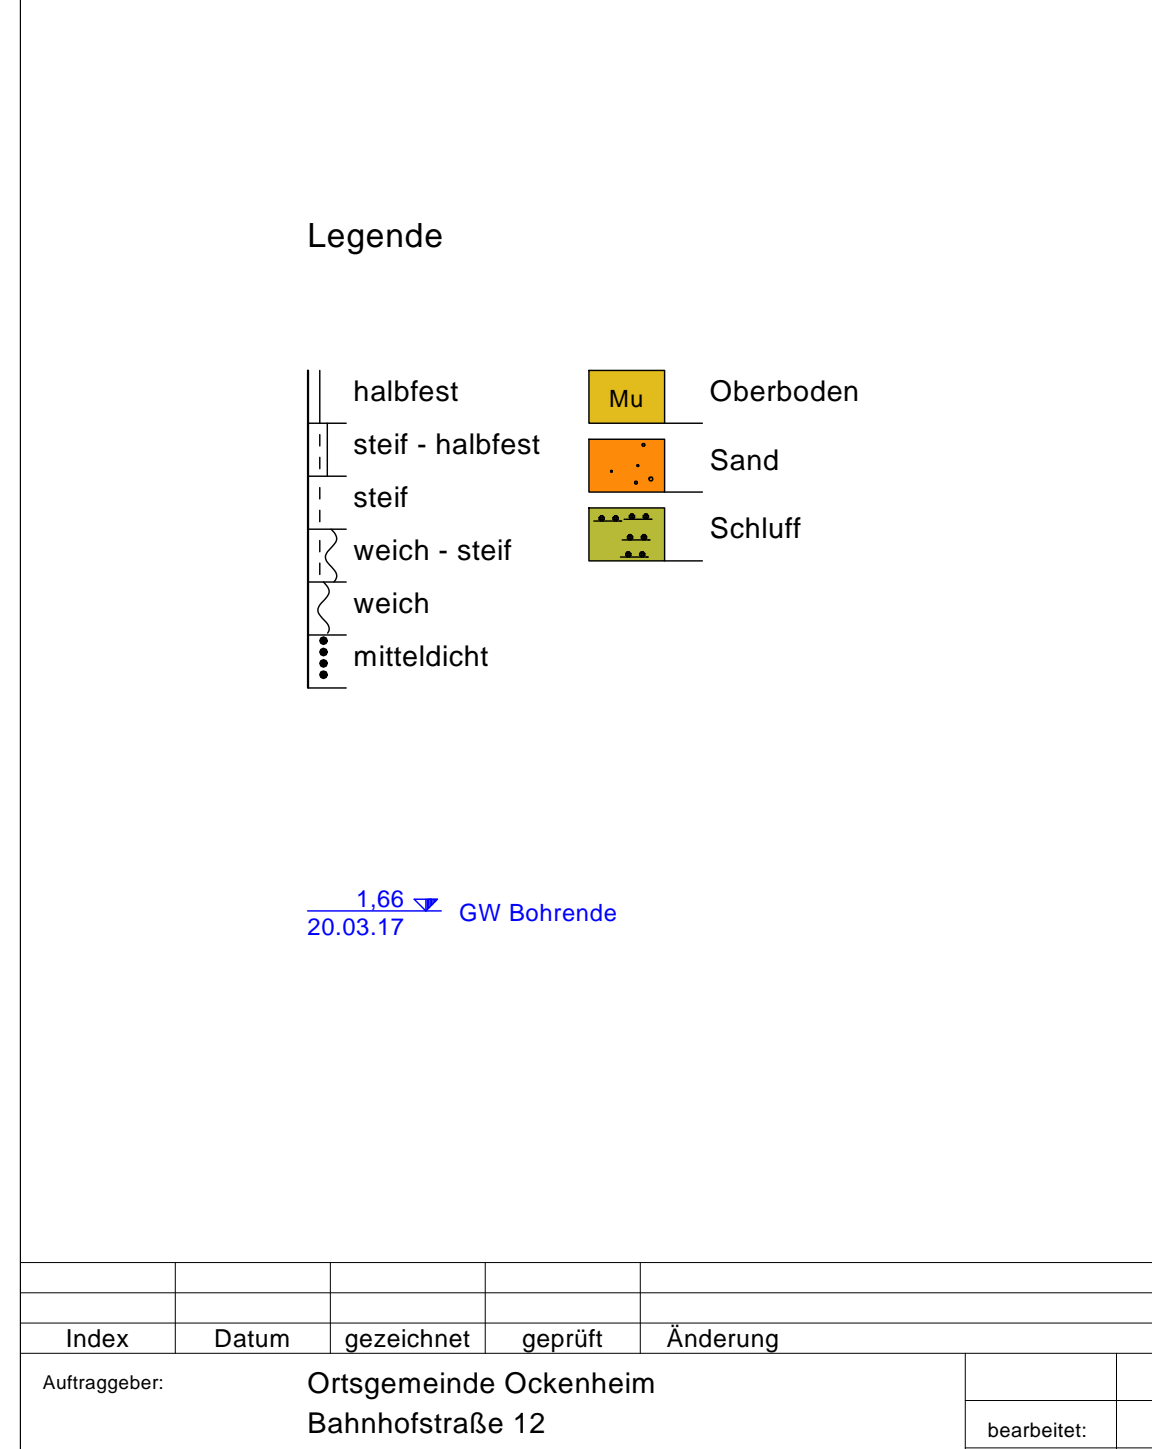 Legende
halbfest
steif - halbfest
steif
weich - steif
weich
mitteldicht
Mu Oberboden
Sand
Schluff
1,66
20.03.17
GW Bohrende
Index Datum gezeichnet geprüft Änderung
Auftraggeber: Ortsgemeinde Ockenheim
Bahnhofstraße 12
bearbeitet: